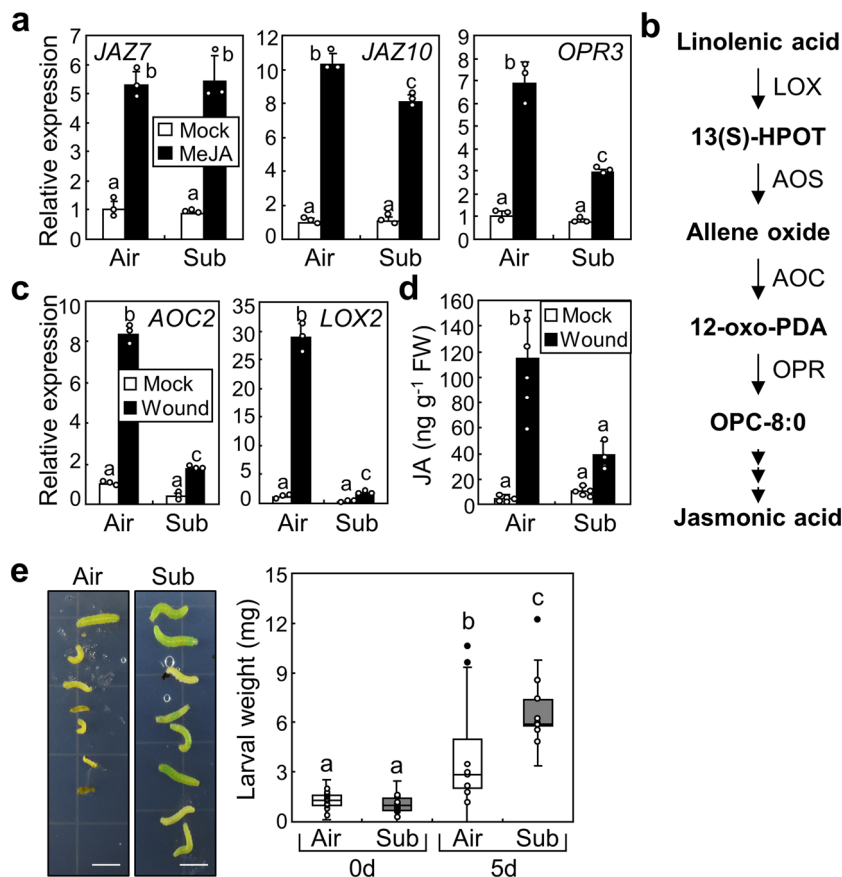 a
JAZ7
JAZ10
OPR3
Relative expression
7
6
5
4
3
2
1
0
a
b
a
b
Mock
MeJA
Air
Sub
12
10
8
6
4
2
0
a
b
a
c
Air
Sub
9
8
7
6
5
4
3
2
1
0
a
b
a
c
Air
Sub
b
Linolenic acid
LOX
13(S)-HPOT
AOS
Allene oxide
AOC
12-oxo-PDA
OPR
OPC-8:0
Jasmonic acid
c
AOC2
LOX2
Relative expression
10
8
6
4
2
0
a
b
a
c
Mock
Wound
Air
Sub
35
30
25
20
15
10
5
0
a
b
a
c
Air
Sub
d
JA (ng g-1 FW)
160
140
120
100
80
60
40
20
0
a
b
a
a
Mock
Wound
Air
Sub
e
Air
Sub
Larval weight (mg)
15
12
9
6
3
0
a
a
b
c
Air
Sub
Air
Sub
0d
5d